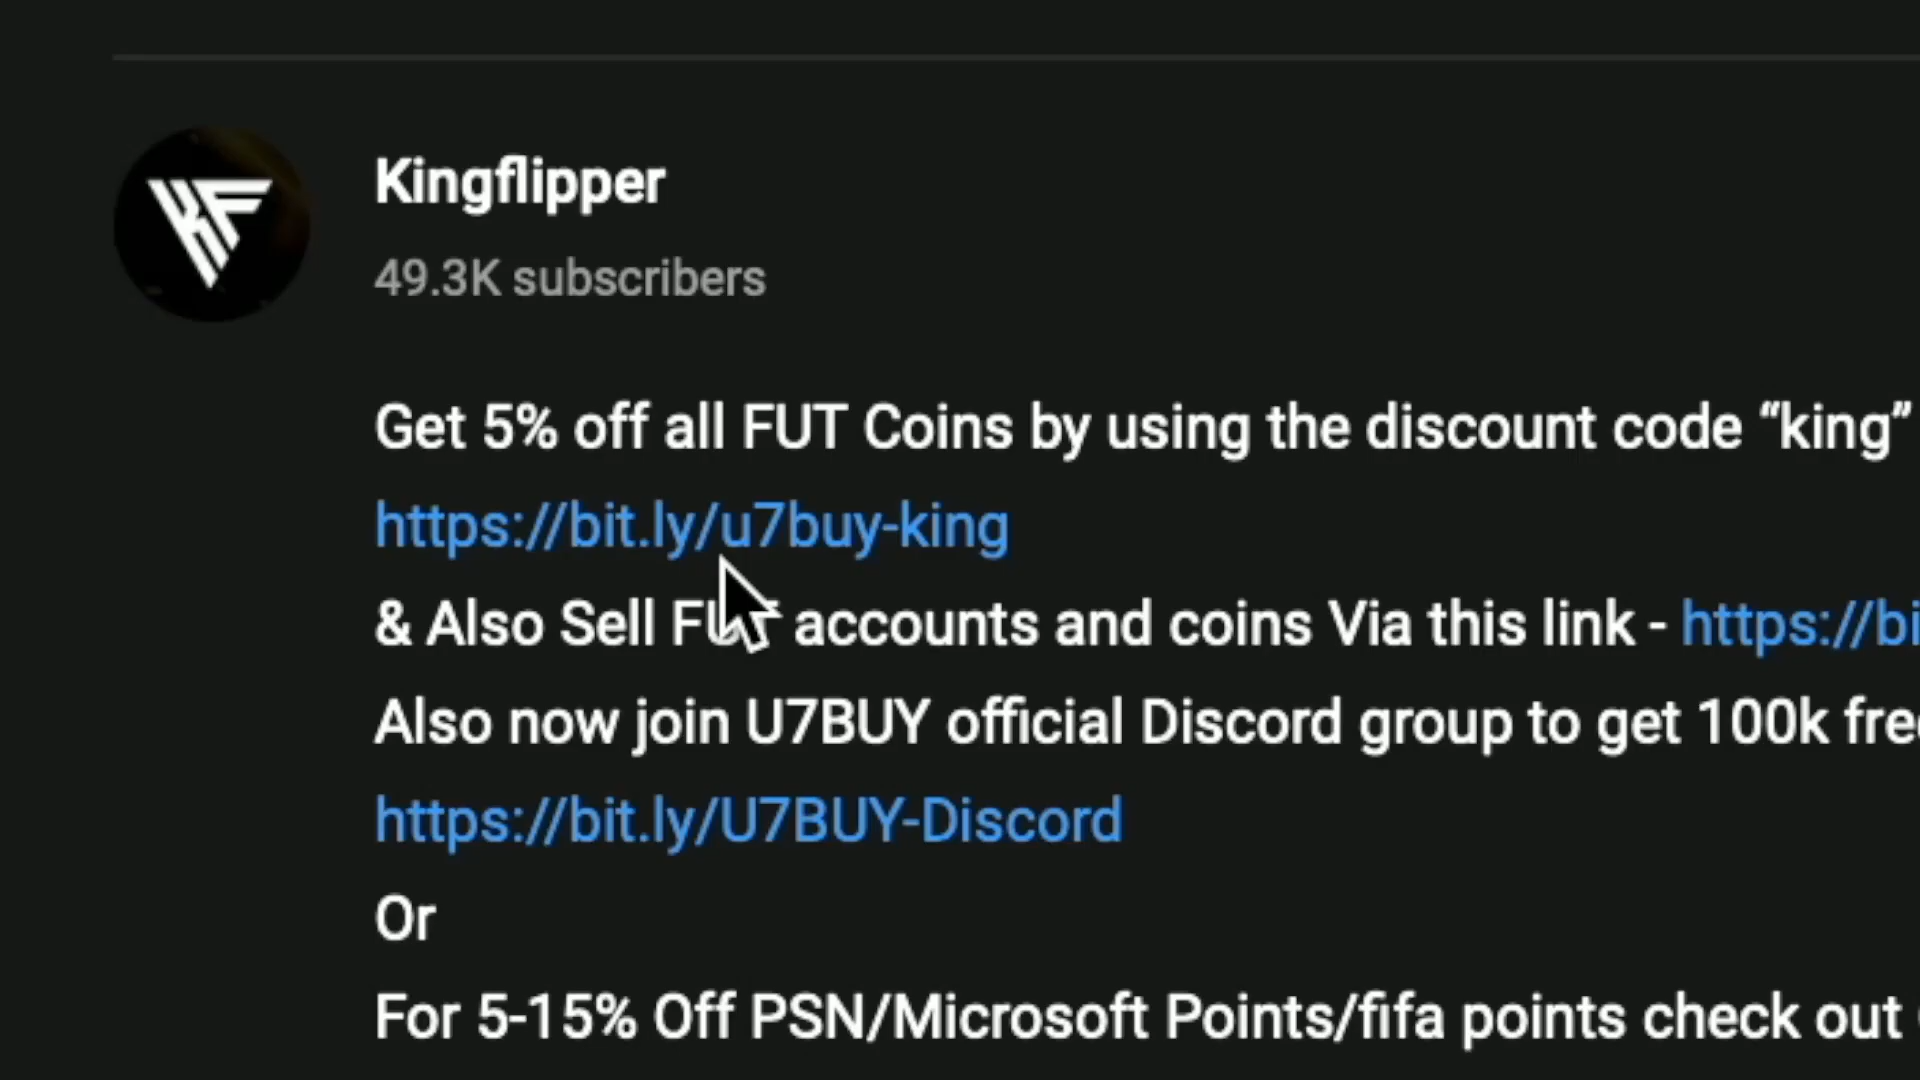 KF
Kingflipper
49.3K subscribers
Get 5% off all FUT Coins by using the discount code “king”
https://bit.ly/u7buy-king
& Also Sell FUT accounts and coins Via this link - https://bi
Also now join U7BUY official Discord group to get 100k fre
https://bit.ly/U7BUY-Discord
Or
For 5-15% Off PSN/Microsoft Points/fifa points check out